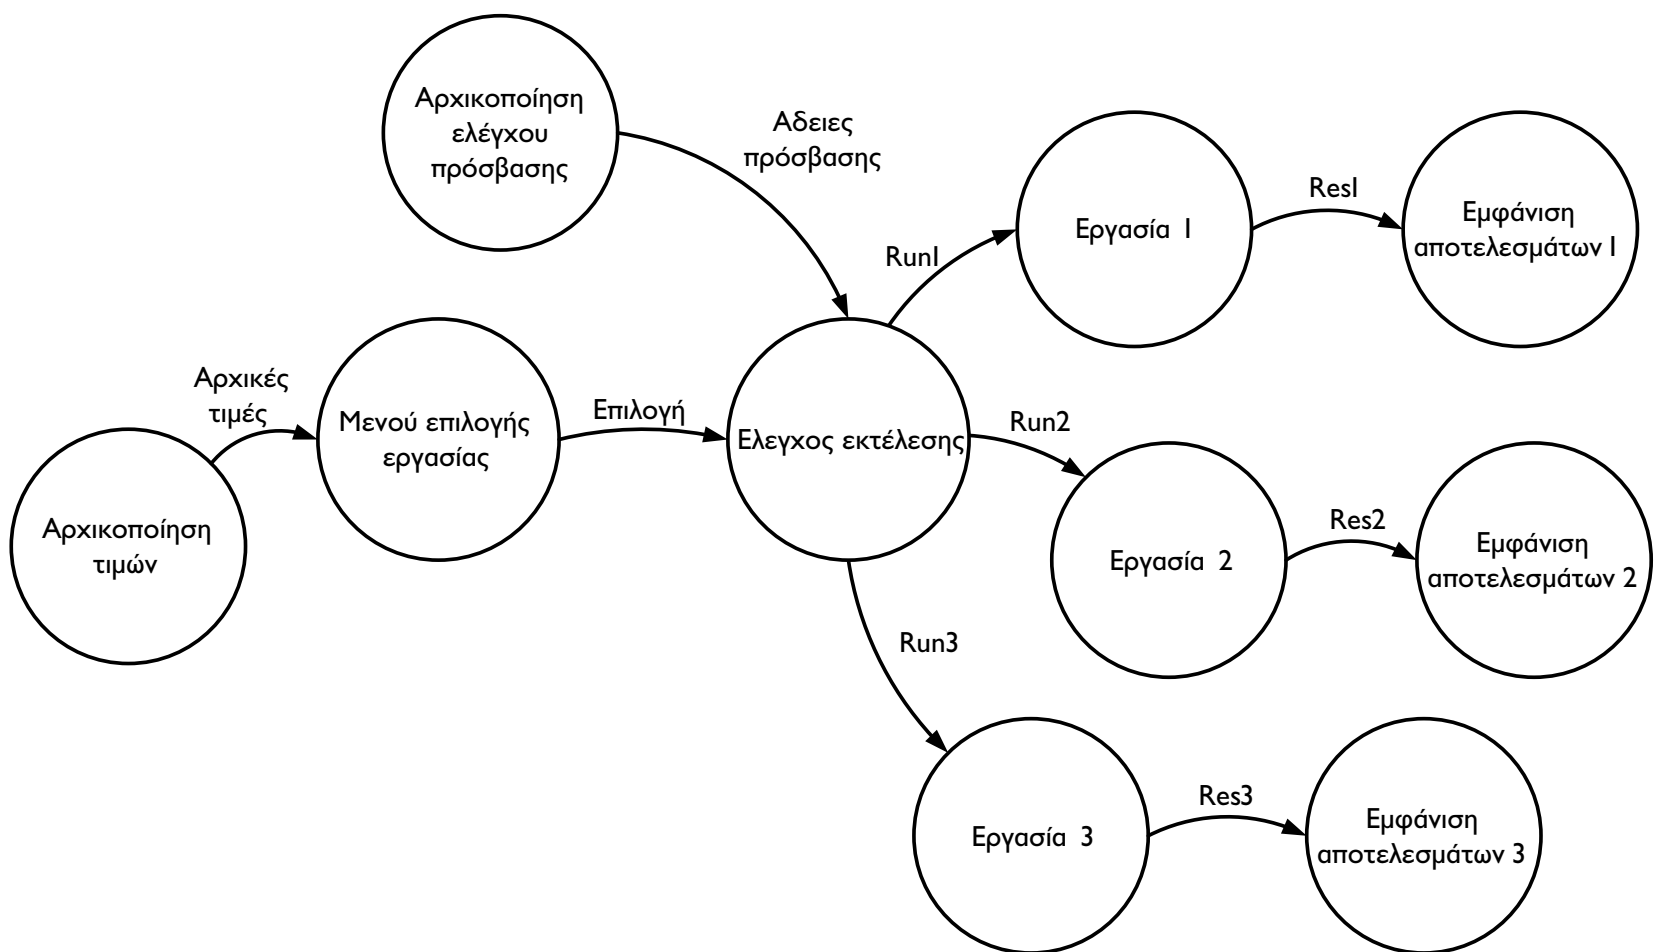 Αρχικοποίηση
ελέγχου
πρόσβασης
Αδειες
πρόσβασης
Run1
Εργασία 1
Res1
Εμφάνιση
αποτελεσμάτων 1
Αρχικοποίηση
τιμών
Αρχικές
τιμές
Μενού επιλογής
εργασίας
Επιλογή
Ελεγχος εκτέλεσης
Run2
Εργασία 2
Res2
Εμφάνιση
αποτελεσμάτων 2
Run3
Εργασία 3
Res3
Εμφάνιση
αποτελεσμάτων 3